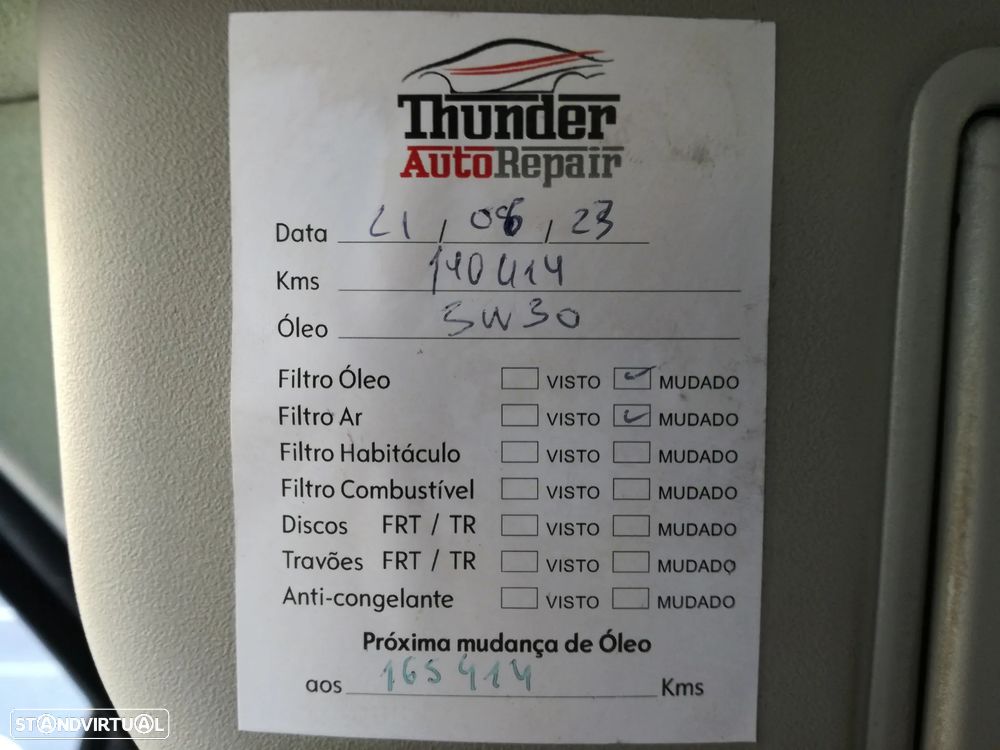 Thunder
AutoRepair
Data 21, 06, 23
Kms 140414
Óleo 5W30
Filtro Óleo VISTO ✓ MUDADO
Filtro Ar VISTO ✓ MUDADO
Filtro Habitáculo VISTO MUDADO
Filtro Combustível VISTO MUDADO
Discos FRT / TR VISTO MUDADO
Travões FRT / TR VISTO MUDADO
Anti-congelante VISTO MUDADO
Próxima mudança de Óleo
aos 165414 Kms
STANDVIRTUAL